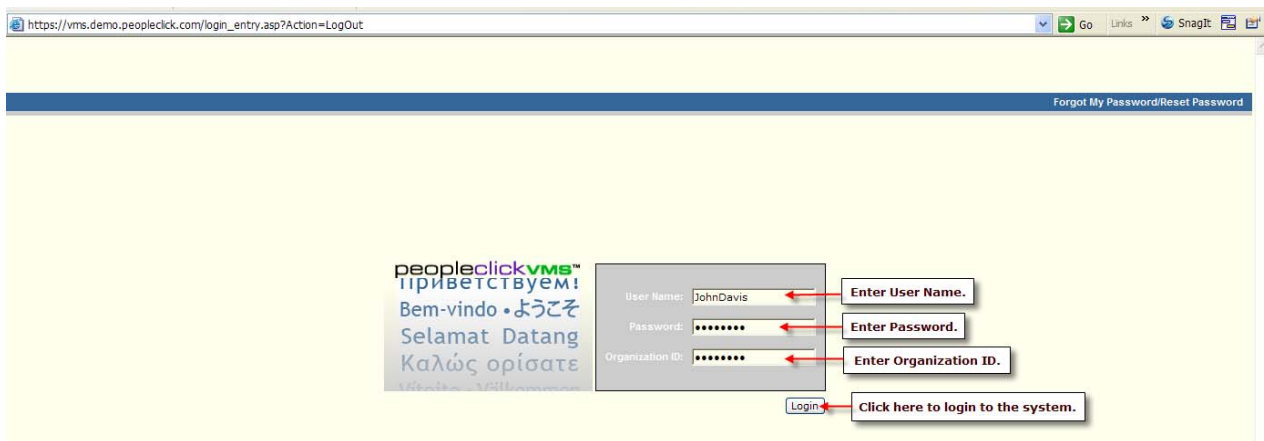 https://vms.demo.peopleclick.com/login_entry.asp?Action=LogOut
Go Links » SnagIt
Forgot My Password/Reset Password
peopleclickvms™
приветствуем!
Bem-vindo • ようこそ
Selamat Datang
Καλώς ορίσατε
Vítejte • Välkommen
User Name: JohnDavis
Enter User Name.
Password: ••••••••
Enter Password.
Organization ID: ••••••••
Enter Organization ID.
Login
Click here to login to the system.